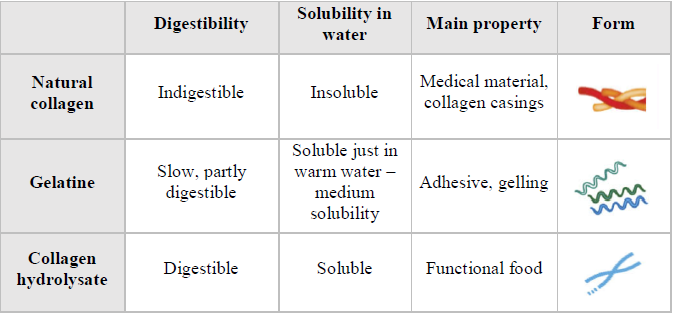 Digestibility
Solubility in
water
Main property
Form
Natural
collagen
Indigestible
Insoluble
Medical material,
collagen casings
Gelatine
Slow, partly
digestible
Soluble just in
warm water –
medium
solubility
Adhesive, gelling
Collagen
hydrolysate
Digestible
Soluble
Functional food